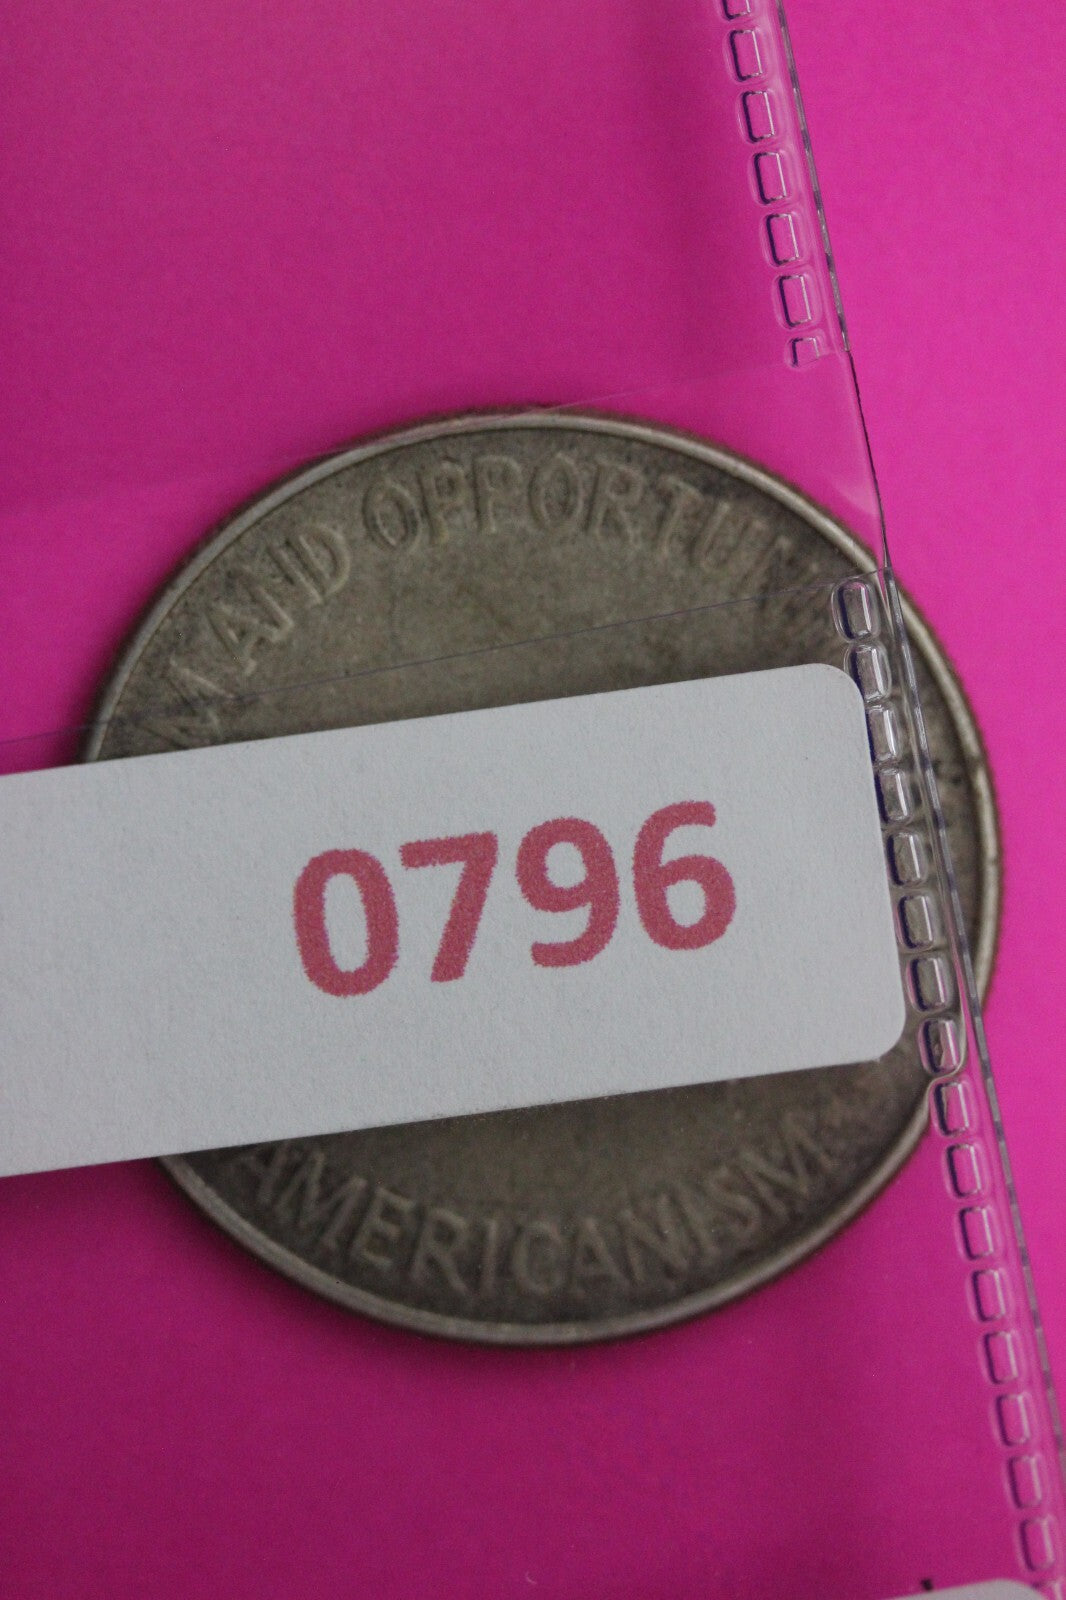 M AND OPPORTUN
0796
AMERICANISM